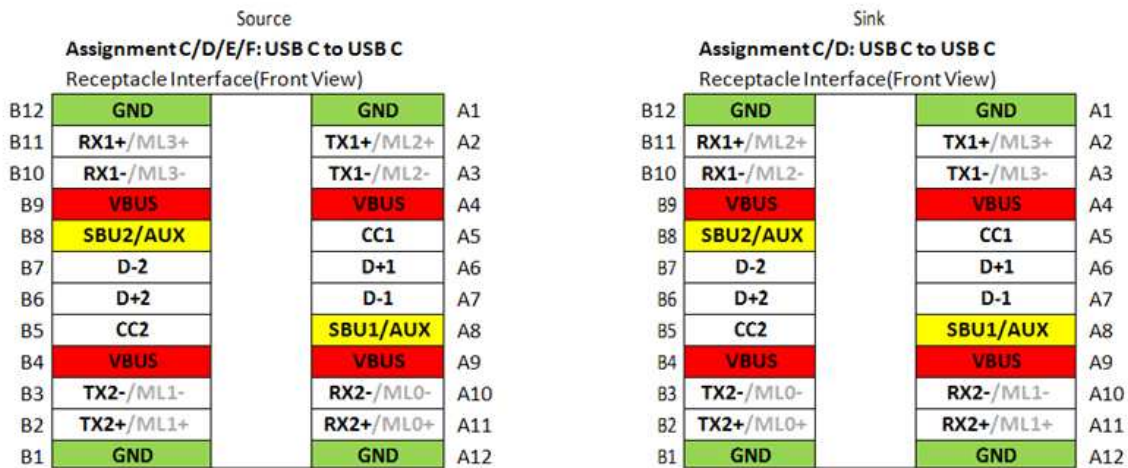 Source
Assignment C/D/E/F: USB C to USB C
Receptacle Interface(Front View)
B12 GND GND A1
B11 RX1+/ML3+ TX1+/ML2+ A2
B10 RX1-/ML3- TX1-/ML2- A3
B9 VBUS VBUS A4
B8 SBU2/AUX CC1 A5
B7 D-2 D+1 A6
B6 D+2 D-1 A7
B5 CC2 SBU1/AUX A8
B4 VBUS VBUS A9
B3 TX2-/ML1- RX2-/ML0- A10
B2 TX2+/ML1+ RX2+/ML0+ A11
B1 GND GND A12
Sink
Assignment C/D: USB C to USB C
Receptacle Interface(Front View)
B12 GND GND A1
B11 RX1+/ML2+ TX1+/ML3+ A2
B10 RX1-/ML2- TX1-/ML3- A3
B9 VBUS VBUS A4
B8 SBU2/AUX CC1 A5
B7 D-2 D+1 A6
B6 D+2 D-1 A7
B5 CC2 SBU1/AUX A8
B4 VBUS VBUS A9
B3 TX2-/ML0- RX2-/ML1- A10
B2 TX2+/ML0+ RX2+/ML1+ A11
B1 GND GND A12